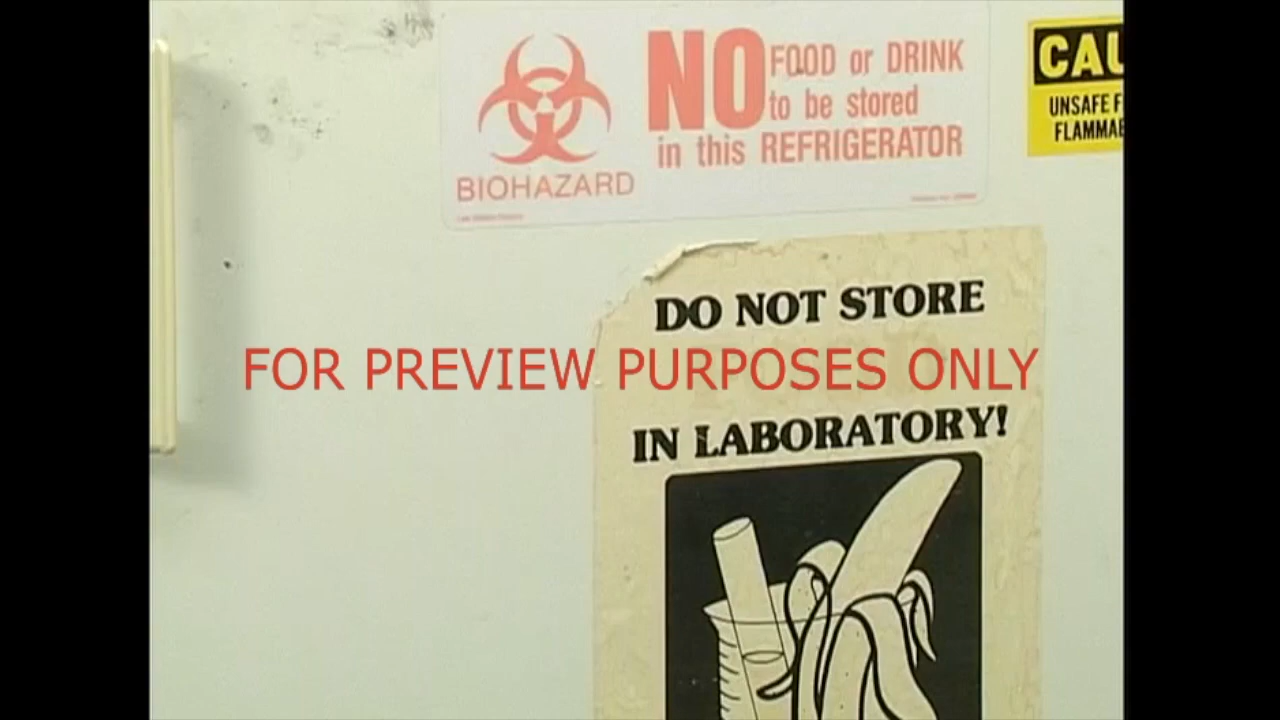 NO FOOD or DRINK
to be stored
in this REFRIGERATOR
BIOHAZARD
CAU
UNSAFE F
FLAMMAB
DO NOT STORE
FOR PREVIEW PURPOSES ONLY
IN LABORATORY!